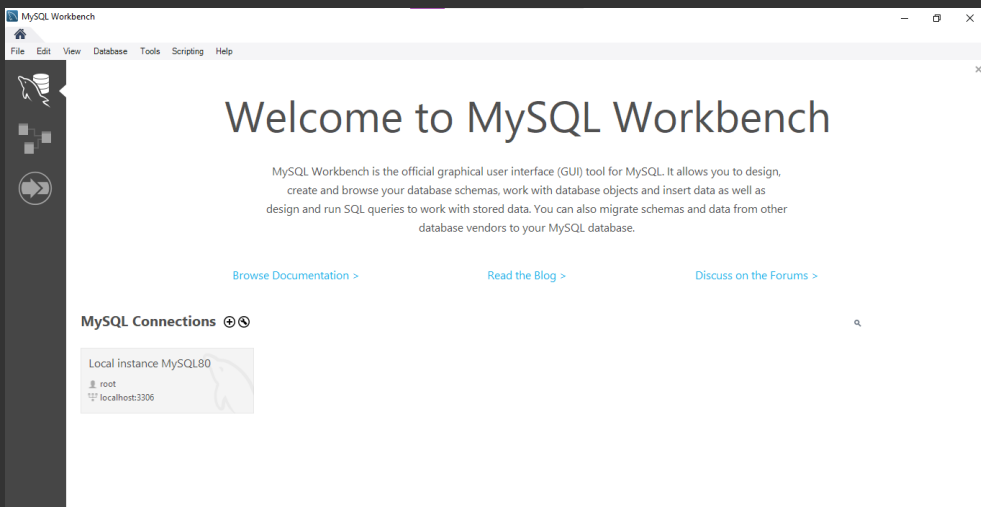 MySQL Workbench
File Edit View Database Tools Scripting Help
Welcome to MySQL Workbench
MySQL Workbench is the official graphical user interface (GUI) tool for MySQL. It allows you to design,
create and browse your database schemas, work with database objects and insert data as well as
design and run SQL queries to work with stored data. You can also migrate schemas and data from other
database vendors to your MySQL database.
Browse Documentation > Read the Blog > Discuss on the Forums >
MySQL Connections
Local instance MySQL80
root
localhost:3306